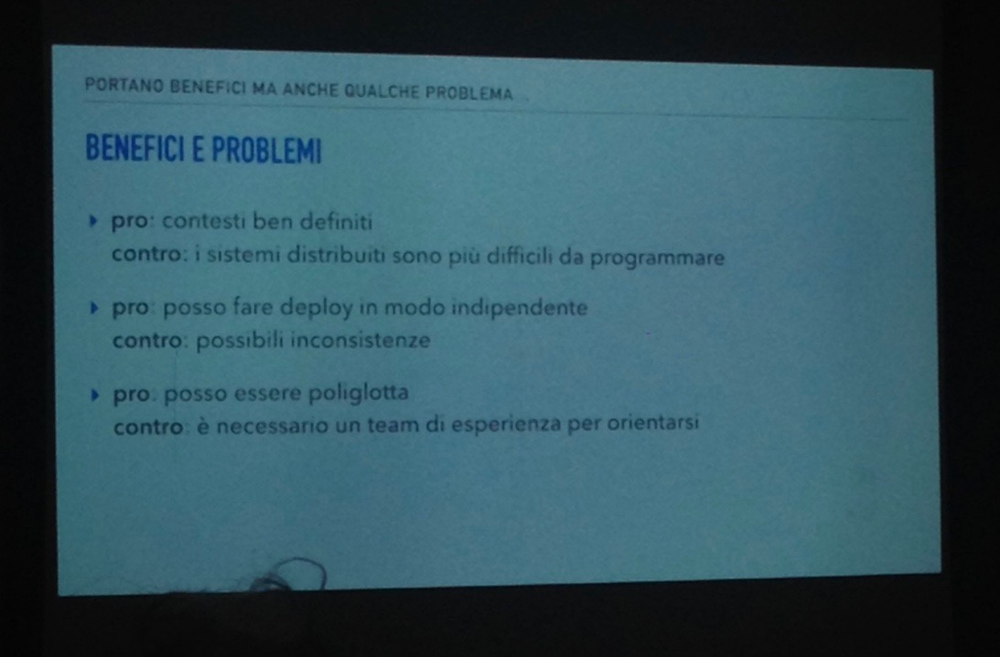 PORTANO BENEFICI MA ANCHE QUALCHE PROBLEMA...
BENEFICI E PROBLEMI
pro: contesti ben definiti
contro: i sistemi distribuiti sono più difficili da programmare
pro: posso fare deploy in modo indipendente
contro: possibili inconsistenze
pro: posso essere poliglotta
contro: è necessario un team di esperienza per orientarsi